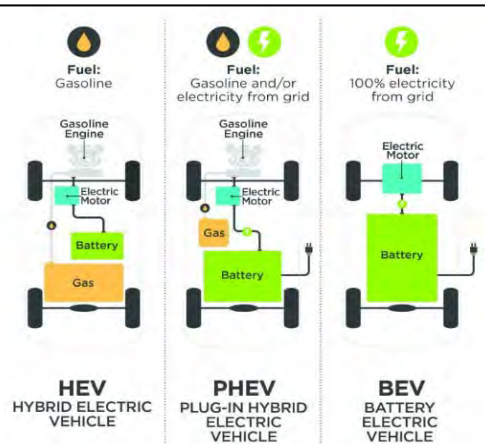 Fuel:
Gasoline
Gasoline
Engine
Electric
Motor
Battery
Gas
HEV
HYBRID ELECTRIC
VEHICLE
Fuel:
Gasoline and/or
electricity from grid
Gasoline
Engine
Electric
Motor
Gas
Battery
PHEV
PLUG-IN HYBRID
ELECTRIC
VEHICLE
Fuel:
100% electricity
from grid
Electric
Motor
Battery
BEV
BATTERY
ELECTRIC
VEHICLE